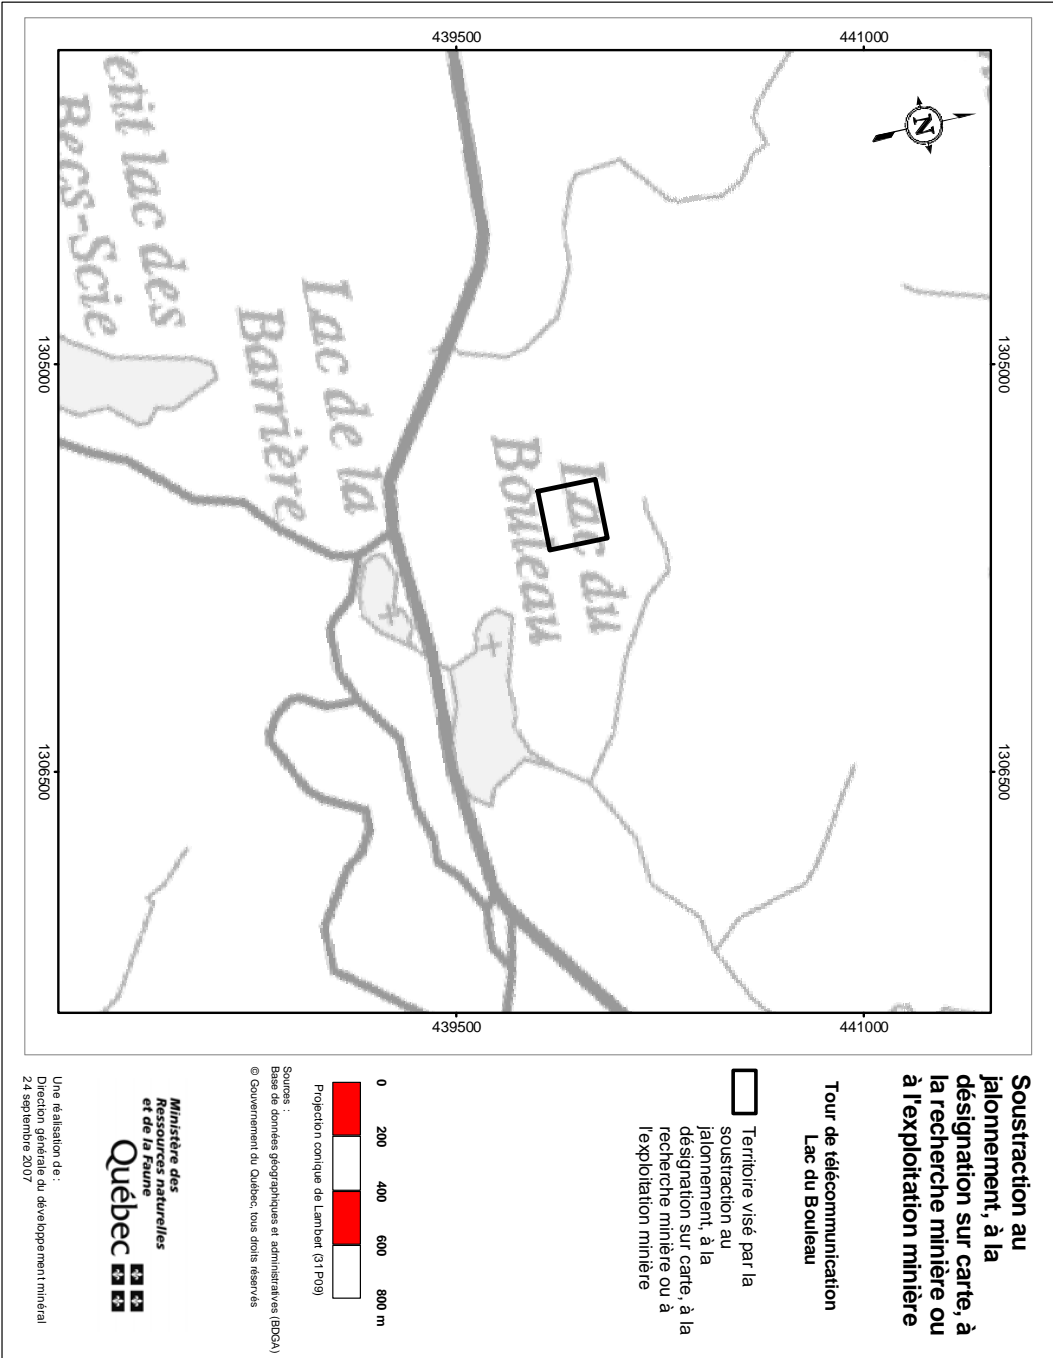 Soustraction au
jalonnement, à la
désignation sur carte, à
la recherche minière ou
à l'exploitation minière
Tour de télécommunication
Lac du Bouleau
Territoire visé par la
soustraction au
jalonnement, à la
désignation sur carte, à la
recherche minière ou à
l'exploitation minière
0 200 400 600 800 m
Projection conique de Lambert (31P09)
Sources :
Base de données géographiques et administratives (BDGA)
© Gouvernement du Québec, tous droits réservés
Ministère des
Ressources naturelles
et de la Faune
Québec
Une réalisation de :
Direction générale du développement minéral
24 septembre 2007
439500
441000
439500
441000
1305000
1306500
1305000
1306500
N
etit lac des
Becs-Scie
Lac de la
Barrière
Lac du
Bouleau